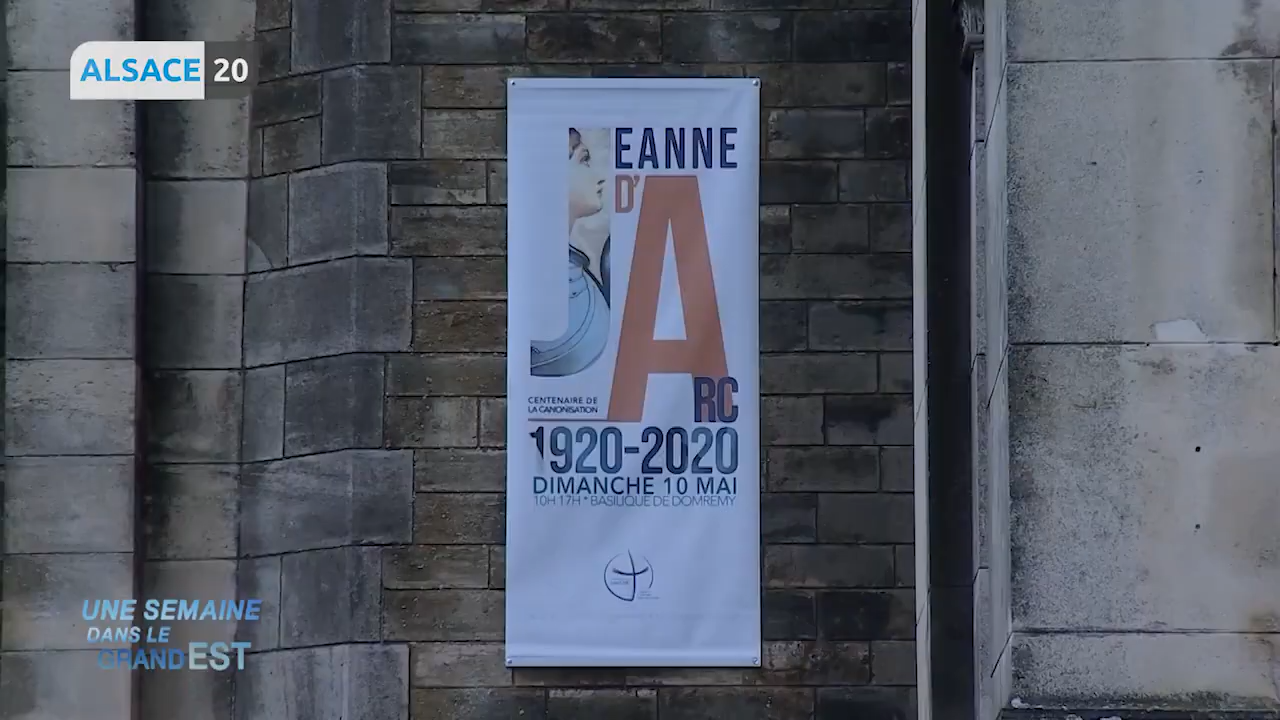 ALSACE 20
EANNE
D'
A
RC
CENTENAIRE DE
LA CANONISATION
1920-2020
DIMANCHE 10 MAI
10H 17H * BASILIQUE DE DOMREMY
UNE SEMAINE
DANS LE
GRAND EST